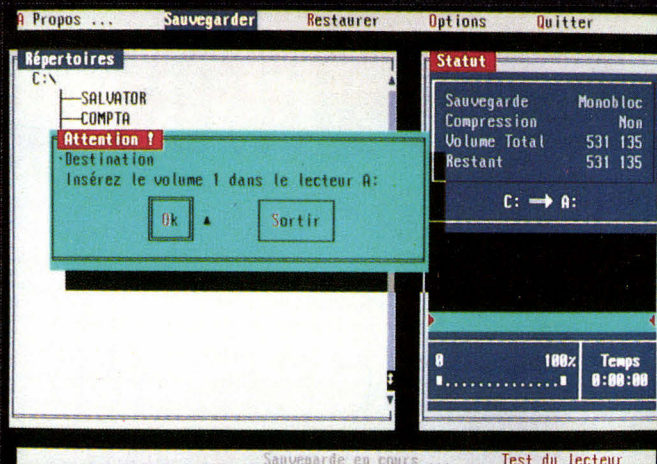 A Propos ... Sauvegarder Restaurer Options Quitter
Répertoires
C:\
SALVATOR
COMPTA
Attention !
Destination
Insérez le volume 1 dans le lecteur A:
Ok
Sortir
Statut
Sauvegarde Monobloc
Compression Non
Volume Total 531 135
Restant 531 135
C: → A:
0 100%
Temps
0:00:00
Sauvegarde en cours Test du lecteur